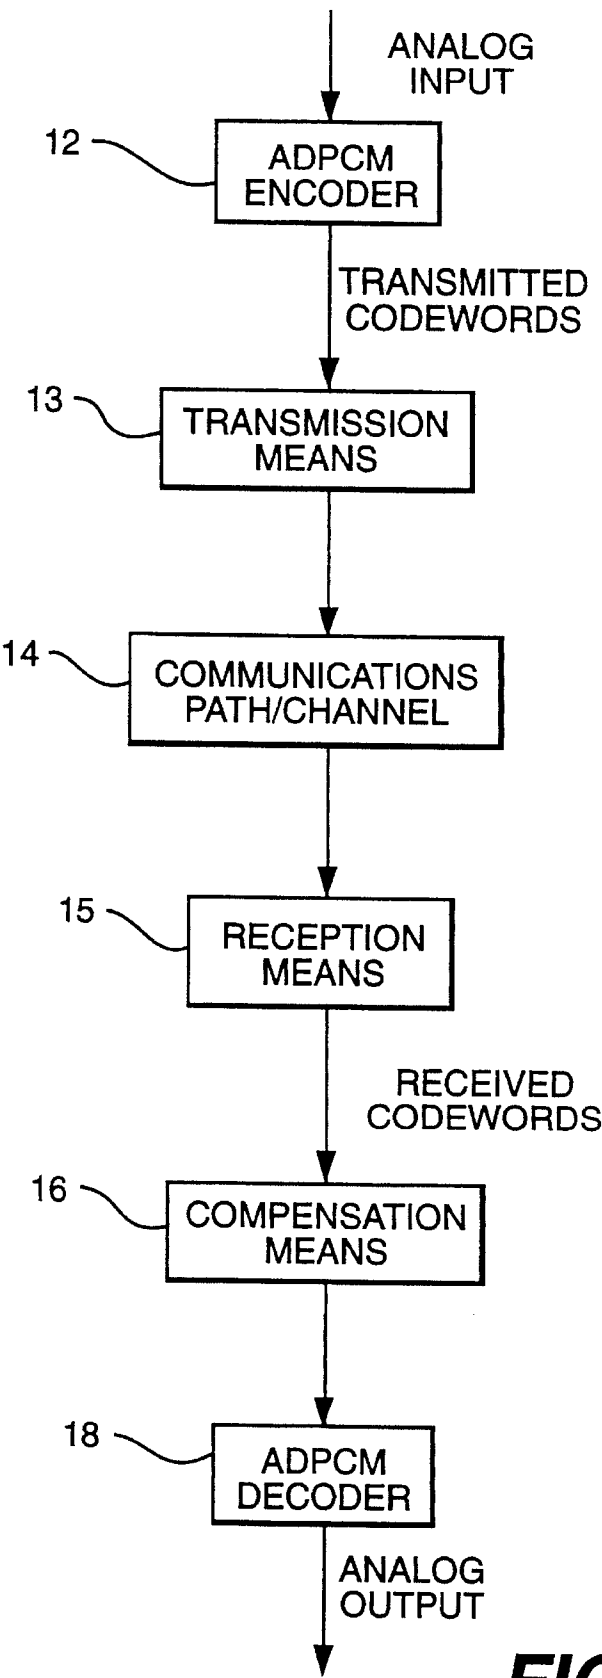 ANALOG
INPUT
12
ADPCM
ENCODER
TRANSMITTED
CODEWORDS
13
TRANSMISSION
MEANS
14
COMMUNICATIONS
PATH/CHANNEL
15
RECEPTION
MEANS
RECEIVED
CODEWORDS
16
COMPENSATION
MEANS
18
ADPCM
DECODER
ANALOG
OUTPUT